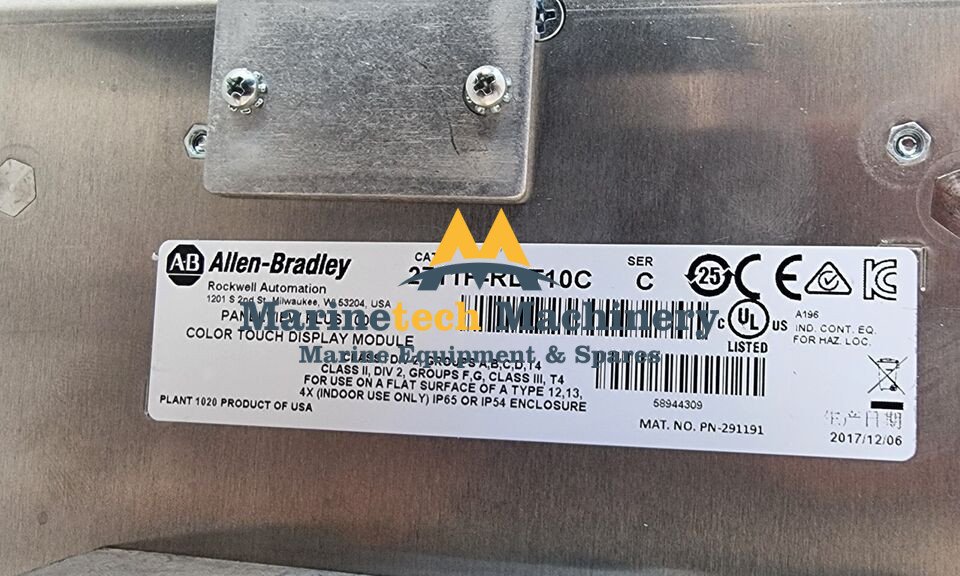 AB Allen-Bradley
Rockwell Automation
1201 S 2nd St. Milwaukee, WI 53204, USA
COLOR TOUCH DISPLAY MODULE
CAT
SER
C
25
CE
Marinetech Machinery
Marine Equipment & Spares
c UL US
LISTED
A196
IND. CONT. EQ.
FOR HAZ. LOC.
CLASS II, DIV 2, GROUPS F,G, CLASS III, T4
FOR USE ON A FLAT SURFACE OF A TYPE 12,13,
4X (INDOOR USE ONLY) IP65 OR IP54 ENCLOSURE
PLANT 1020 PRODUCT OF USA
58944309
MAT. NO. PN-291191
生产日期
2017/12/06